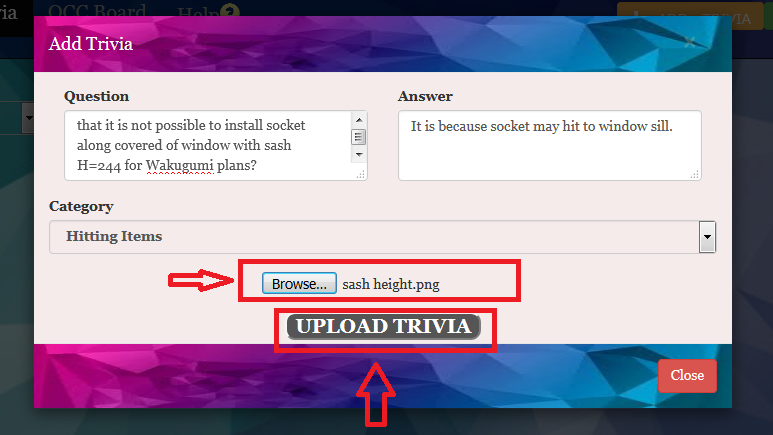 OCC Board
Help?
Add Trivia
Question
Answer
that it is not possible to install socket
along covered of window with sash
H=244 for Wakugumi plans?
It is because socket may hit to window sill.
Category
Hitting Items
Browse... sash height.png
UPLOAD TRIVIA
Close